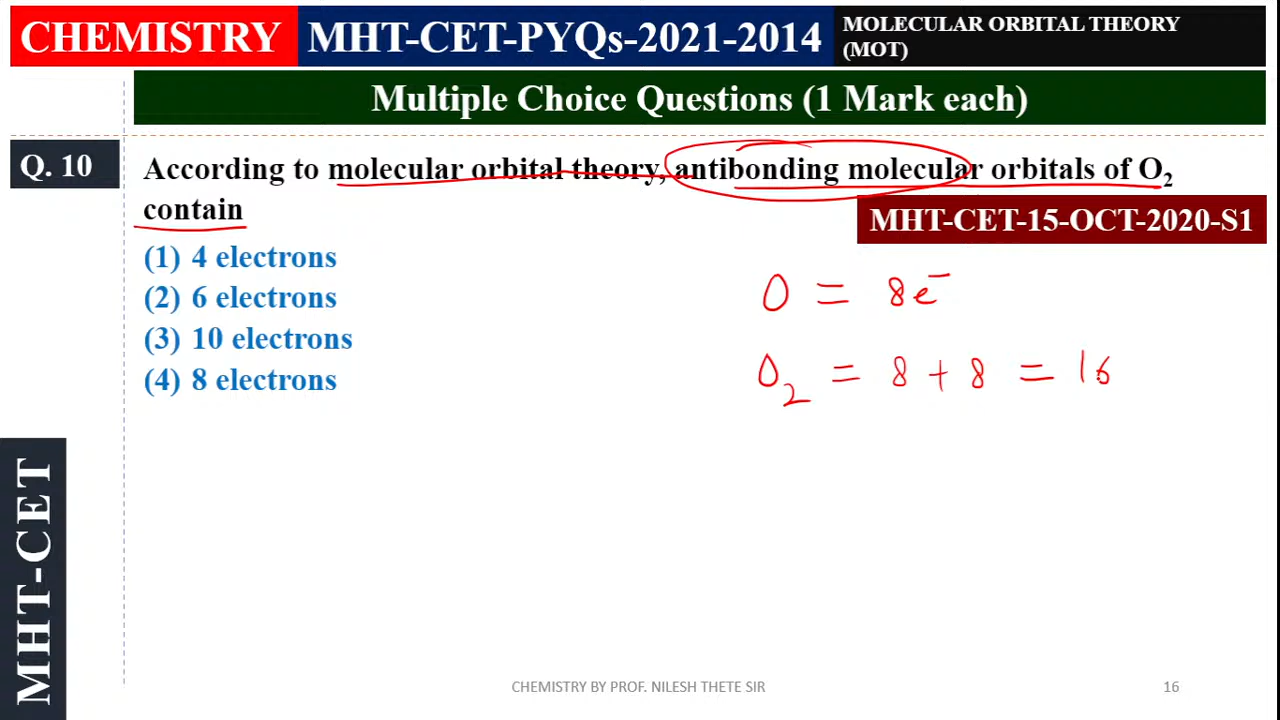 CHEMISTRY MHT-CET-PYQs-2021-2014 MOLECULAR ORBITAL THEORY
(MOT)
Multiple Choice Questions (1 Mark each)
Q. 10 According to molecular orbital theory, antibonding molecular orbitals of O₂
contain
MHT-CET-15-OCT-2020-S1
(1) 4 electrons
(2) 6 electrons
(3) 10 electrons
(4) 8 electrons
O = 8e⁻
O₂ = 8 + 8 = 16
MHT-CET
CHEMISTRY BY PROF. NILESH THETE SIR 16